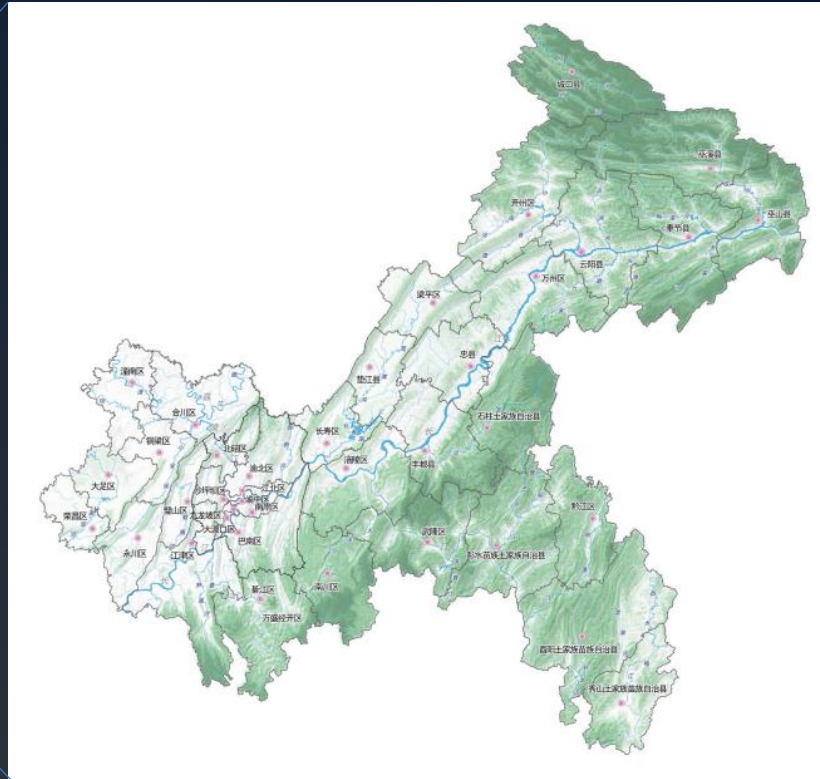 城口县
巫溪县
开州区
巫山县
奉节县
云阳县
万州区
梁平区
忠县
垫江县
潼南区
合川区
石柱土家族自治县
长寿区
铜梁区
北碚区
涪陵区
丰都县
渝北区
大足区
沙坪坝区
江北区
渝中区
南岸区
璧山区
九龙坡区
荣昌区
大渡口区
黔江区
武隆区
巴南区
永川区
江津区
彭水苗族土家族自治县
南川区
綦江区
万盛经开区
酉阳土家族苗族自治县
秀山土家族苗族自治县